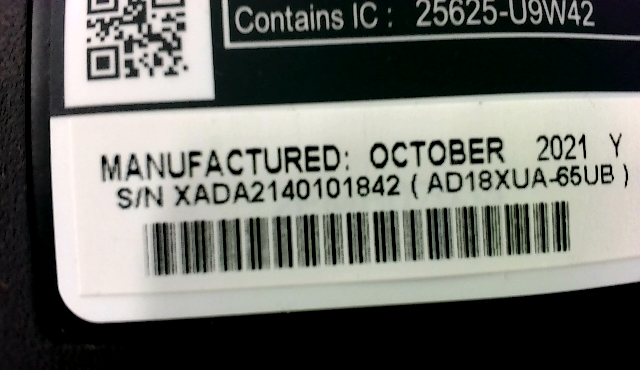 Contains IC : 25625-U9W42
MANUFACTURED: OCTOBER 2021 Y
S/N XADA2140101842 ( AD18XUA-65UB )